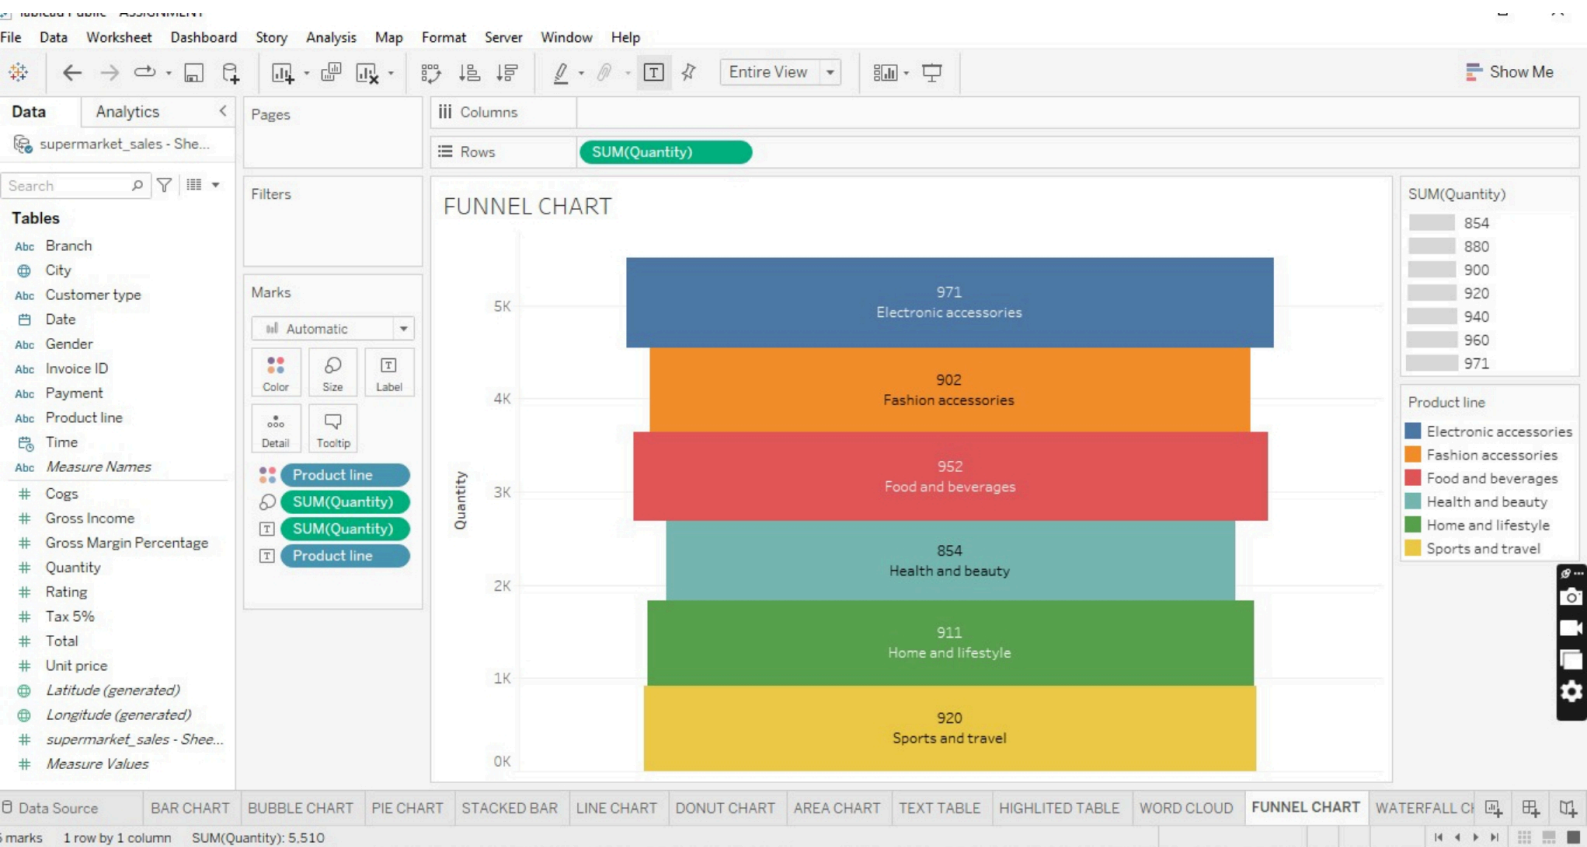 Tableau Public - ASSIGNMENT
File Data Worksheet Dashboard Story Analysis Map Format Server Window Help
Entire View
Show Me
Data Analytics
supermarket_sales - She...
Search
Tables
Abc Branch
City
Abc Customer type
Date
Abc Gender
Abc Invoice ID
Abc Payment
Abc Product line
Time
Abc Measure Names
# Cogs
# Gross Income
# Gross Margin Percentage
# Quantity
# Rating
# Tax 5%
# Total
# Unit price
Latitude (generated)
Longitude (generated)
# supermarket_sales - Shee...
# Measure Values
Pages
Filters
Marks
Automatic
Color Size Label
Detail Tooltip
Product line
SUM(Quantity)
SUM(Quantity)
Product line
Columns
Rows SUM(Quantity)
FUNNEL CHART
Quantity
5K
4K
3K
2K
1K
0K
971
Electronic accessories
902
Fashion accessories
952
Food and beverages
854
Health and beauty
911
Home and lifestyle
920
Sports and travel
SUM(Quantity)
854
880
900
920
940
960
971
Product line
Electronic accessories
Fashion accessories
Food and beverages
Health and beauty
Home and lifestyle
Sports and travel
Data Source BAR CHART BUBBLE CHART PIE CHART STACKED BAR LINE CHART DONUT CHART AREA CHART TEXT TABLE HIGHLITED TABLE WORD CLOUD FUNNEL CHART WATERFALL CH
6 marks 1 row by 1 column SUM(Quantity): 5,510